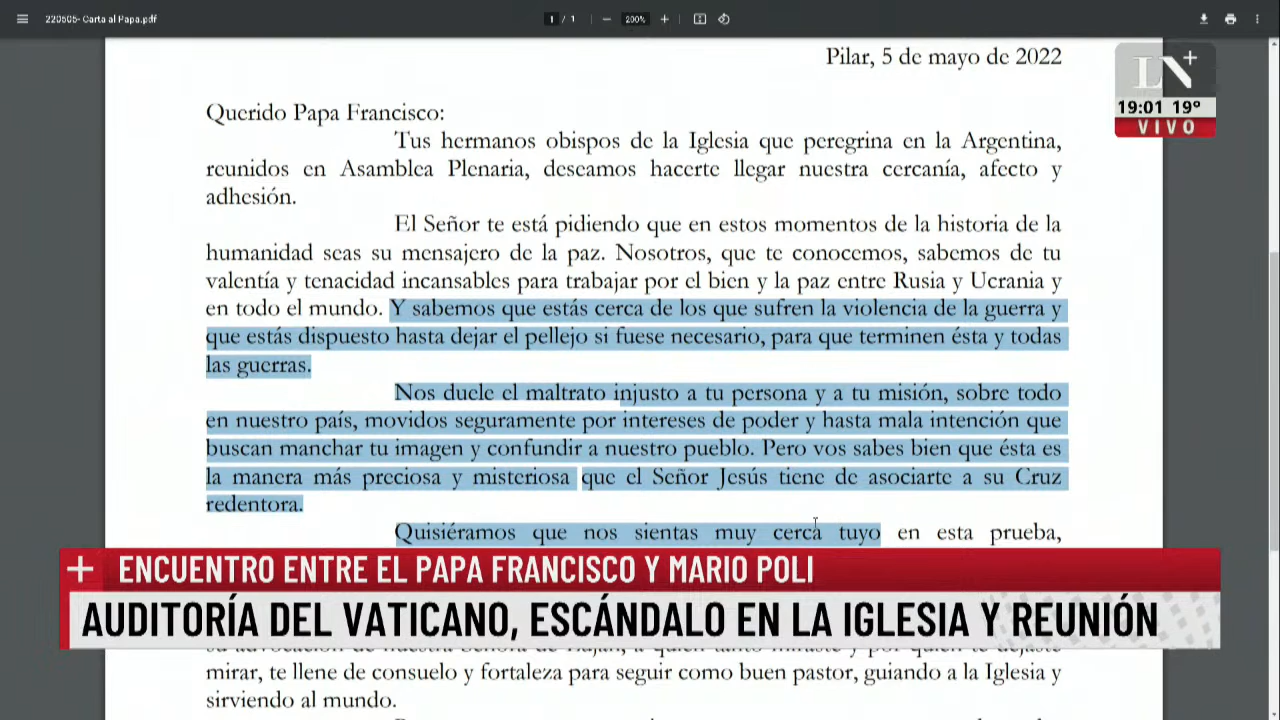 220505- Carta al Papa.pdf
1 / 1
200%
Pilar, 5 de mayo de 2022
LN+
19:01 19°
VIVO
Querido Papa Francisco:
Tus hermanos obispos de la Iglesia que peregrina en la Argentina,
reunidos en Asamblea Plenaria, deseamos hacerte llegar nuestra cercanía, afecto y
adhesión.
El Señor te está pidiendo que en estos momentos de la historia de la
humanidad seas su mensajero de la paz. Nosotros, que te conocemos, sabemos de tu
valentía y tenacidad incansables para trabajar por el bien y la paz entre Rusia y Ucrania y
en todo el mundo. Y sabemos que estás cerca de los que sufren la violencia de la guerra y
que estás dispuesto hasta dejar el pellejo si fuese necesario, para que terminen ésta y todas
las guerras.
Nos duele el maltrato injusto a tu persona y a tu misión, sobre todo
en nuestro país, movidos seguramente por intereses de poder y hasta mala intención que
buscan manchar tu imagen y confundir a nuestro pueblo. Pero vos sabes bien que ésta es
la manera más preciosa y misteriosa que el Señor Jesús tiene de asociarte a su Cruz
redentora.
Quisiéramos que nos sientas muy cerca tuyo en esta prueba,
+ ENCUENTRO ENTRE EL PAPA FRANCISCO Y MARIO POLI
AUDITORÍA DEL VATICANO, ESCÁNDALO EN LA IGLESIA Y REUNIÓN
mirar, te llene de consuelo y fortaleza para seguir como buen pastor, guiando a la Iglesia y
sirviendo al mundo.